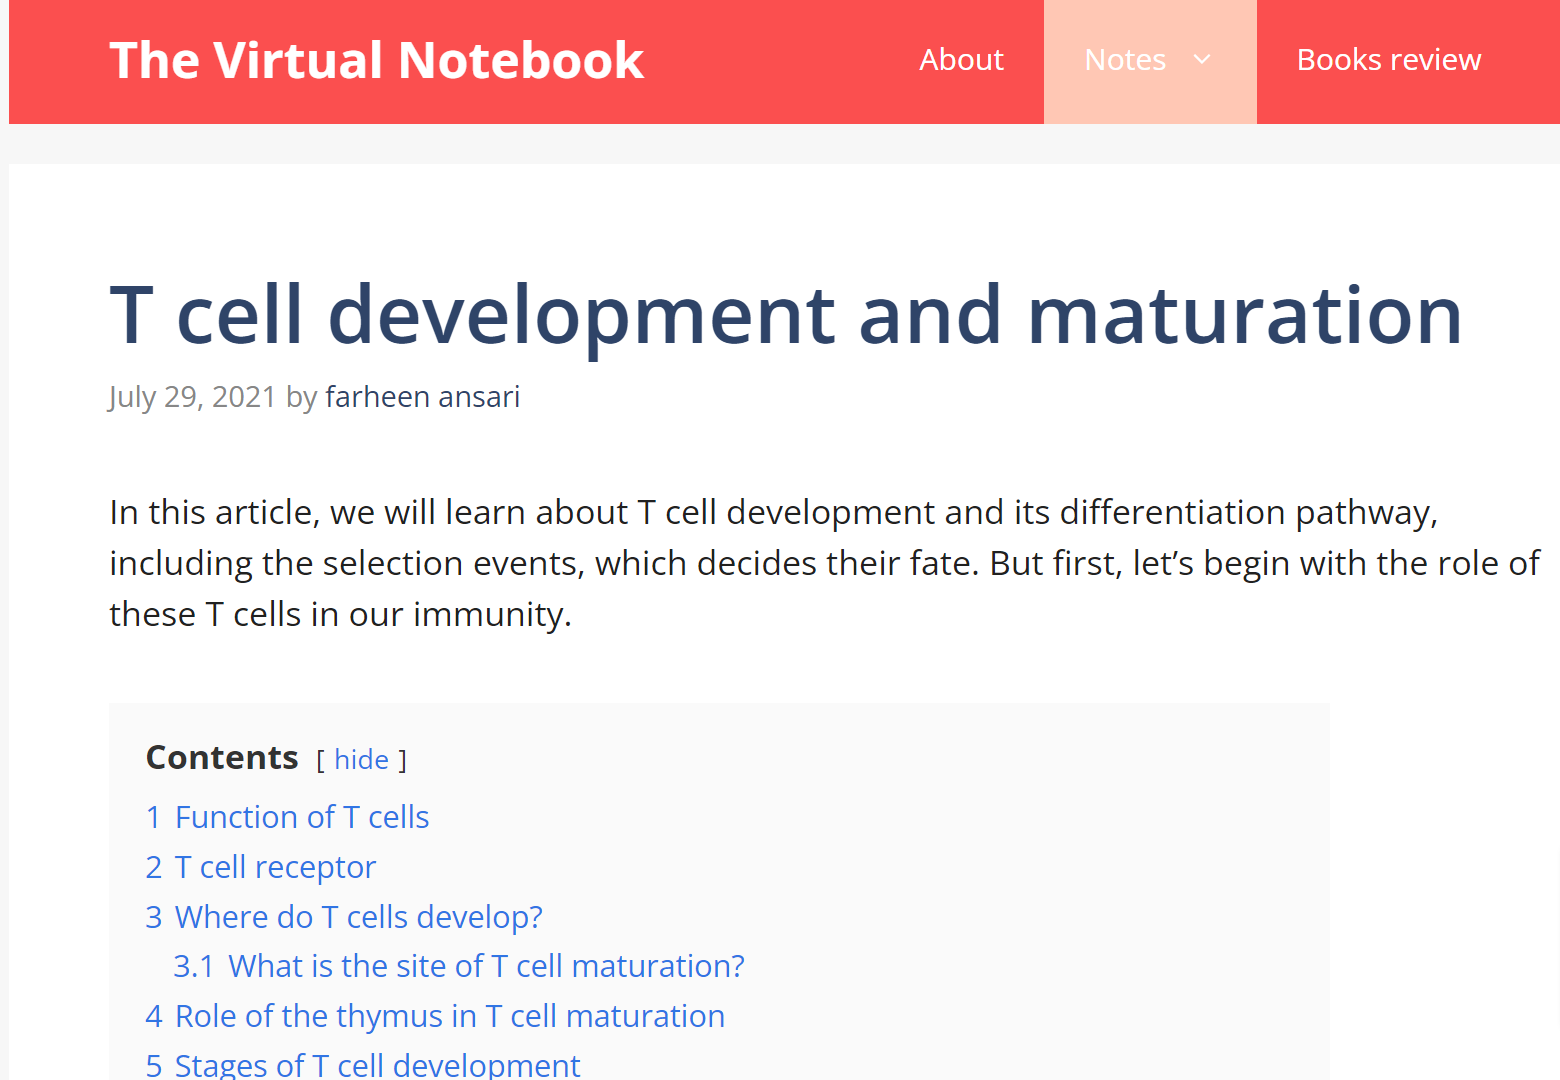 The Virtual Notebook
About
Notes
Books review
T cell development and maturation
July 29, 2021 by farheen ansari
In this article, we will learn about T cell development and its differentiation pathway,
including the selection events, which decides their fate. But first, let’s begin with the role of
these T cells in our immunity.
Contents [ hide ]
1 Function of T cells
2 T cell receptor
3 Where do T cells develop?
3.1 What is the site of T cell maturation?
4 Role of the thymus in T cell maturation
5 Stages of T cell development